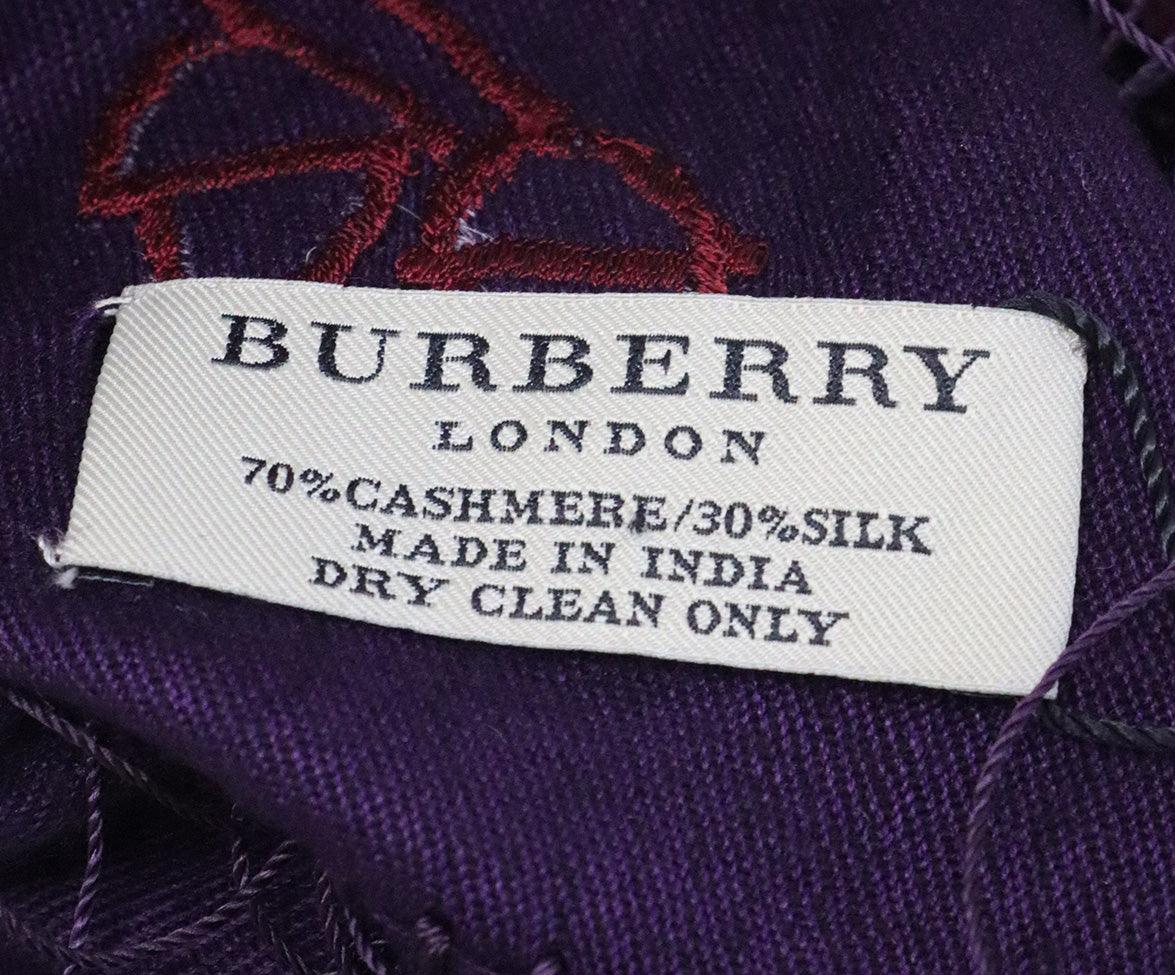 BURBERRY
LONDON
70%CASHMERE/30%SILK
MADE IN INDIA
DRY CLEAN ONLY